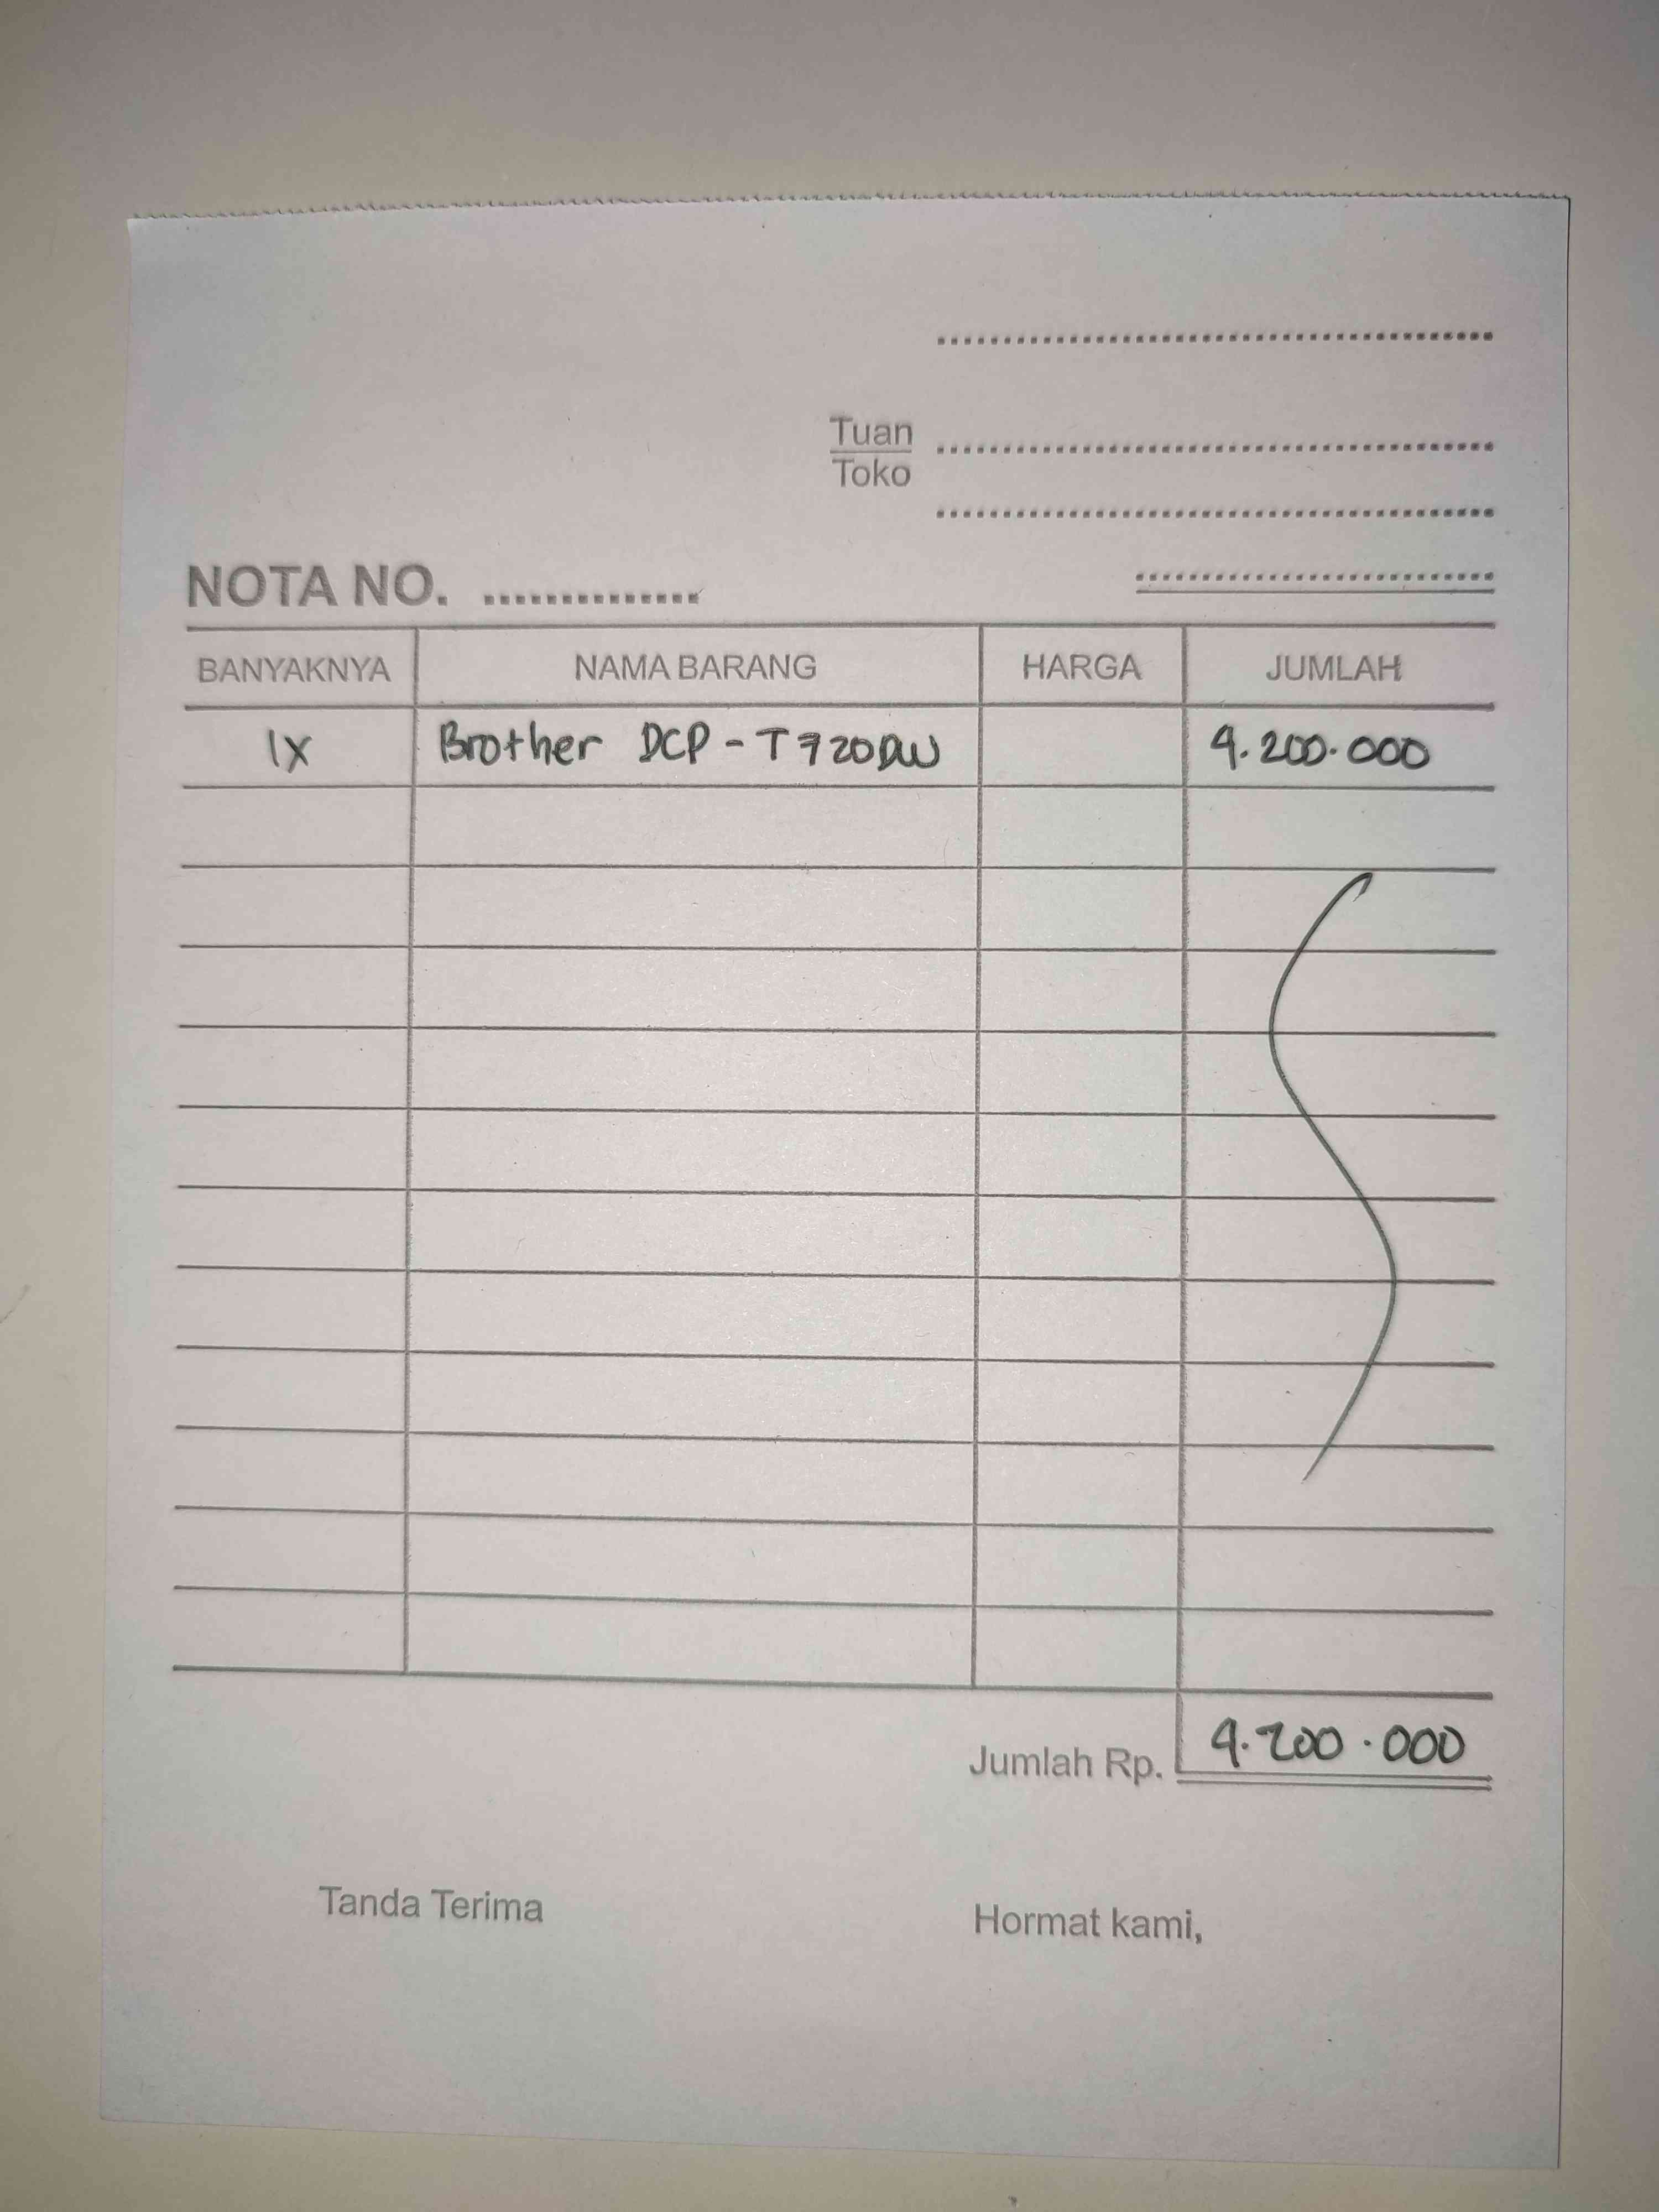 Tuan
Toko
NOTA NO. ..............
BANYAKNYA NAMA BARANG HARGA JUMLAH
1X Brother DCP - T720DW 4.200.000
Jumlah Rp. 4.200.000
Tanda Terima Hormat kami,